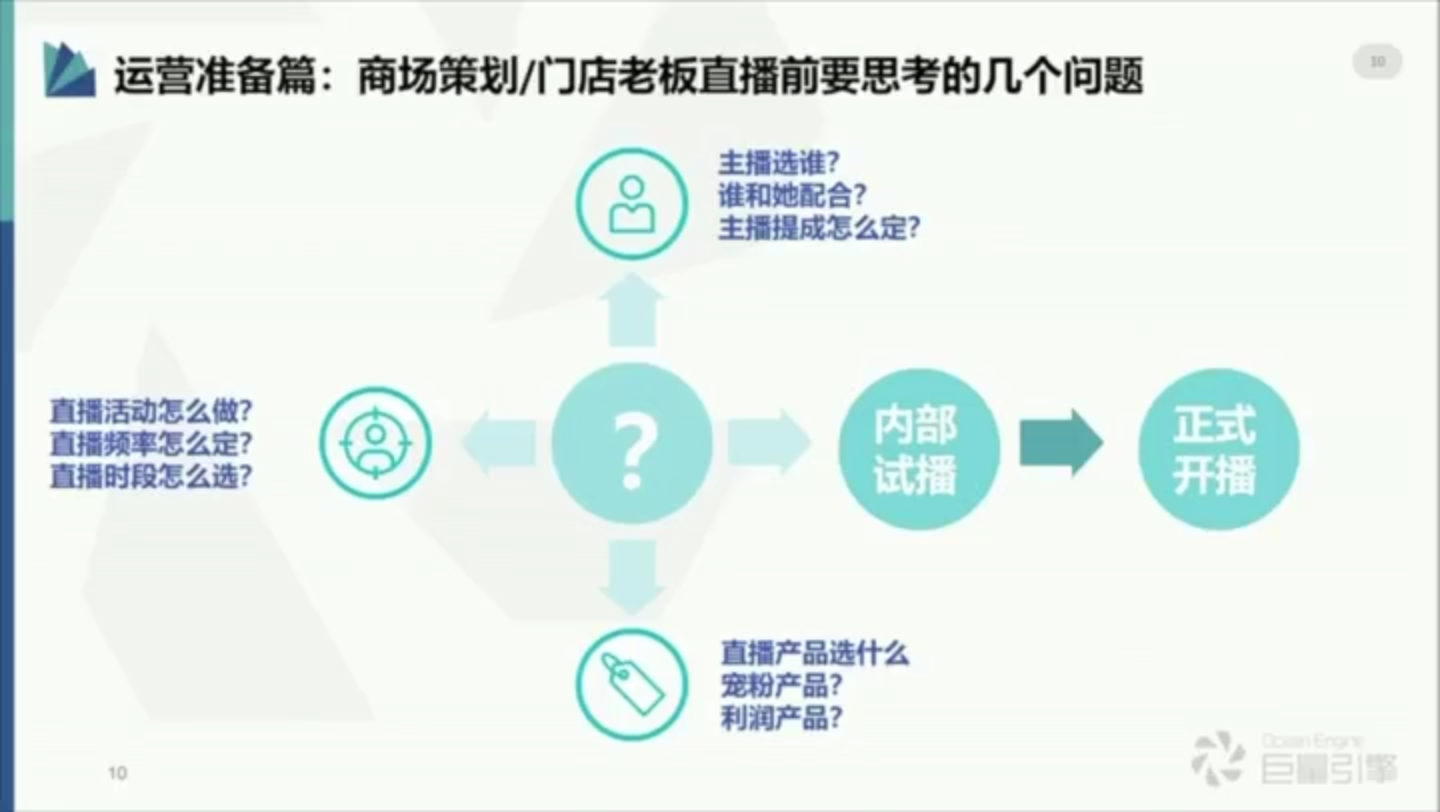 运营准备篇：商场策划/门店老板直播前要思考的几个问题
10
主播选谁？
谁和她配合？
主播提成怎么定？
直播活动怎么做？
直播频率怎么定？
直播时段怎么选？
?
内部
试播
正式
开播
直播产品选什么
宠粉产品？
利润产品？
10
Ocean Engine
巨量引擎